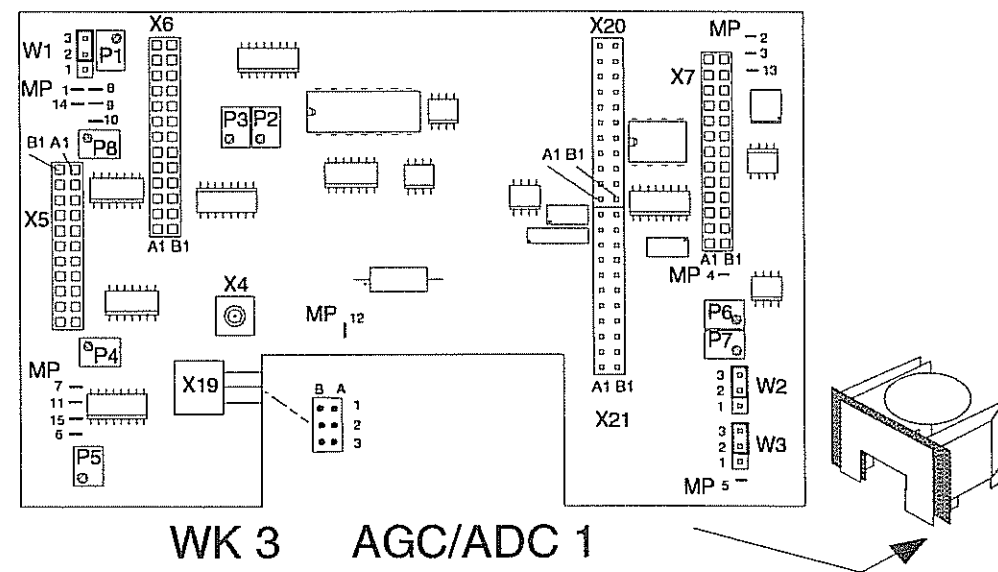 X6
X20
MP
2
3
13
W1
3
2
1
P1
X7
MP
1
8
14
9
10
P3
P2
P8
B1 A1
A1 B1
X5
A1 B1
A1 B1
MP 4
X4
MP
12
P6
P7
P4
MP
7
11
15
6
X19
B A
1
2
3
A1 B1
X21
3
2
1
W2
3
2
1
W3
P5
MP 5
WK 3 AGC/ADC 1